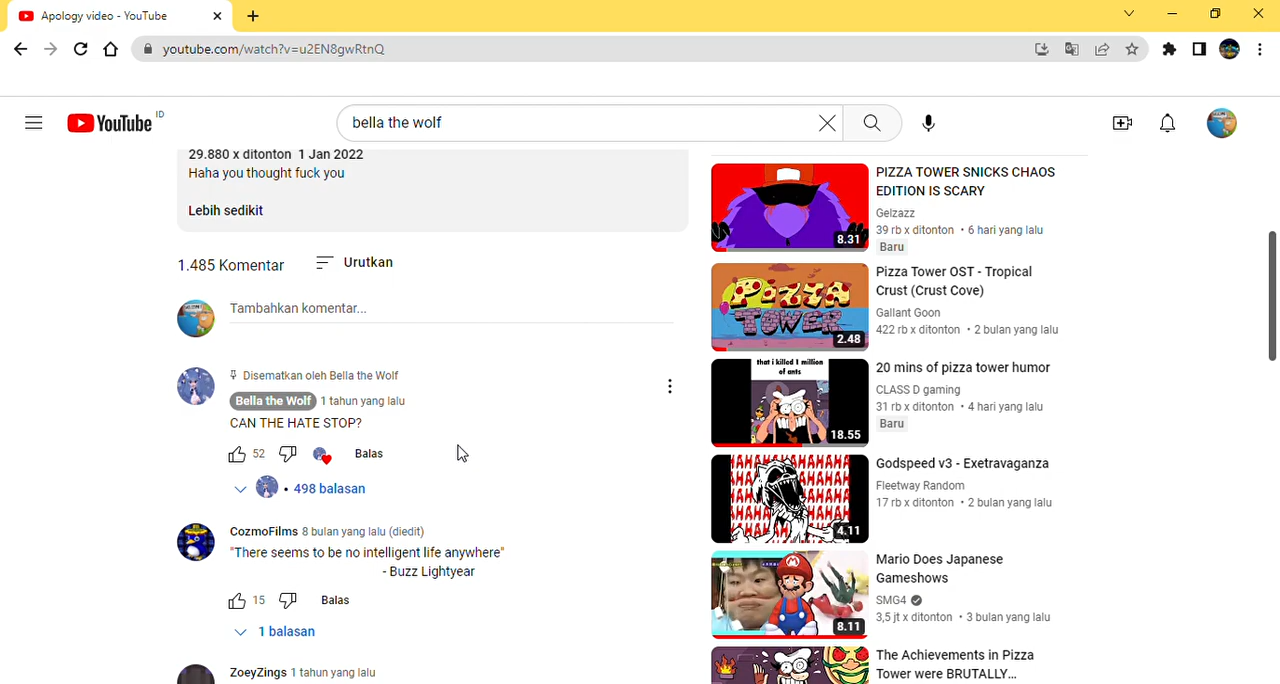 Apology video - YouTube
youtube.com/watch?v=u2EN8gwRtnQ
YouTube ID
bella the wolf
29.880 x ditonton 1 Jan 2022
Haha you thought fuck you
Lebih sedikit
1.485 Komentar
Urutkan
Tambahkan komentar...
Disematkan oleh Bella the Wolf
Bella the Wolf 1 tahun yang lalu
CAN THE HATE STOP?
52 Balas
• 498 balasan
CozmoFilms 8 bulan yang lalu (diedit)
"There seems to be no intelligent life anywhere"
- Buzz Lightyear
15 Balas
1 balasan
ZoeyZings 1 tahun yang lalu
8.31
PIZZA TOWER SNICKS CHAOS
EDITION IS SCARY
Gelzazz
39 rb x ditonton • 6 hari yang lalu
Baru
PIZZA
TOWER
2.48
Pizza Tower OST - Tropical
Crust (Crust Cove)
Gallant Goon
422 rb x ditonton • 2 bulan yang lalu
that i killed 1 million
of ants
18.55
20 mins of pizza tower humor
CLASS D gaming
31 rb x ditonton • 4 hari yang lalu
Baru
4.11
Godspeed v3 - Exetravaganza
Fleetway Random
17 rb x ditonton • 2 bulan yang lalu
8.11
Mario Does Japanese
Gameshows
SMG4
3,5 jt x ditonton • 3 bulan yang lalu
The Achievements in Pizza
Tower were BRUTALLY...